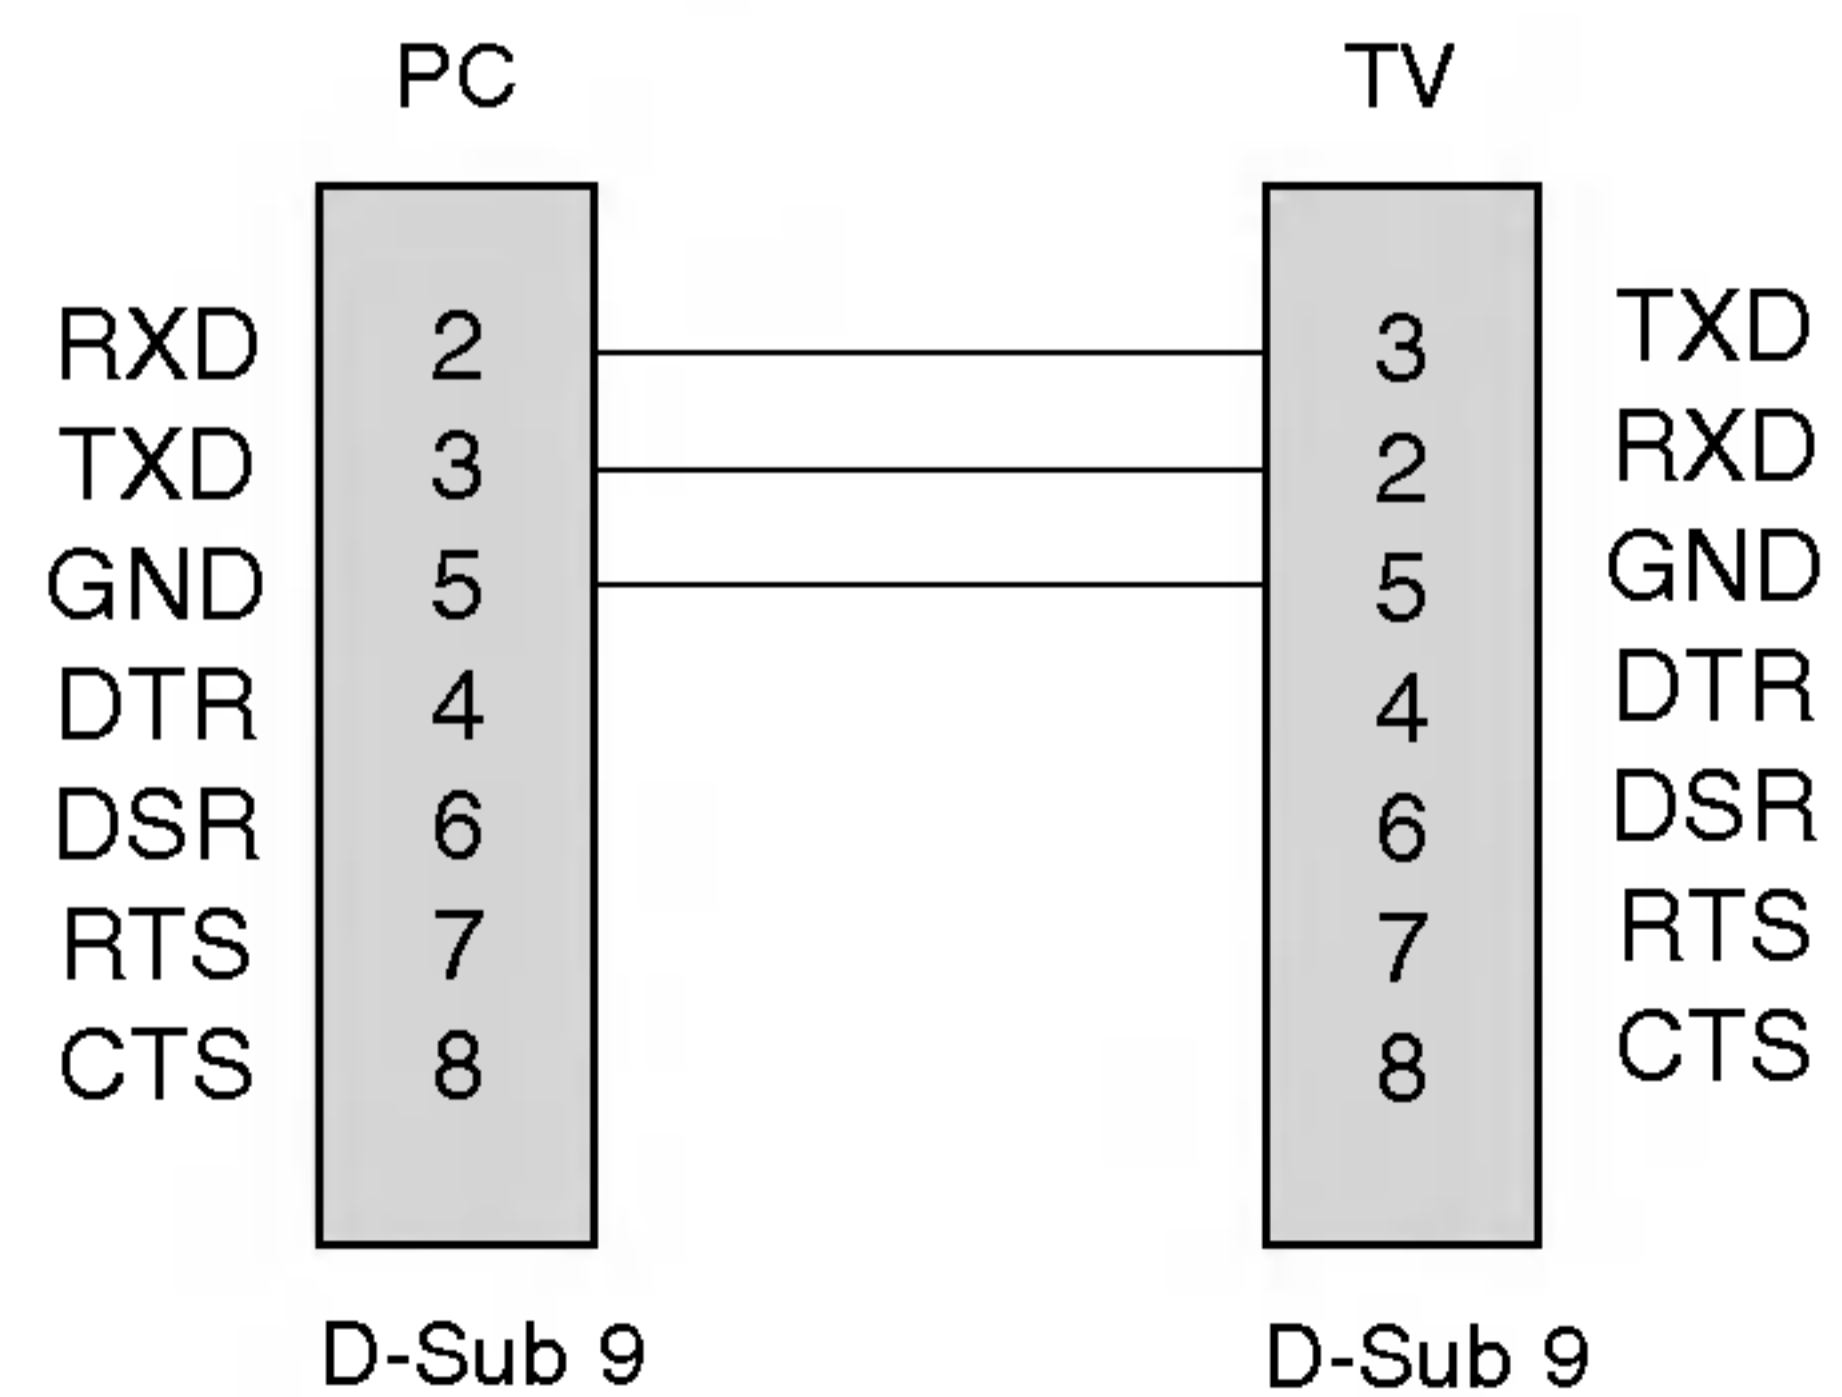 PC TV
RXD 2 3 TXD
TXD 3 2 RXD
GND 5 5 GND
DTR 4 4 DTR
DSR 6 6 DSR
RTS 7 7 RTS
CTS 8 8 CTS
D-Sub 9 D-Sub 9